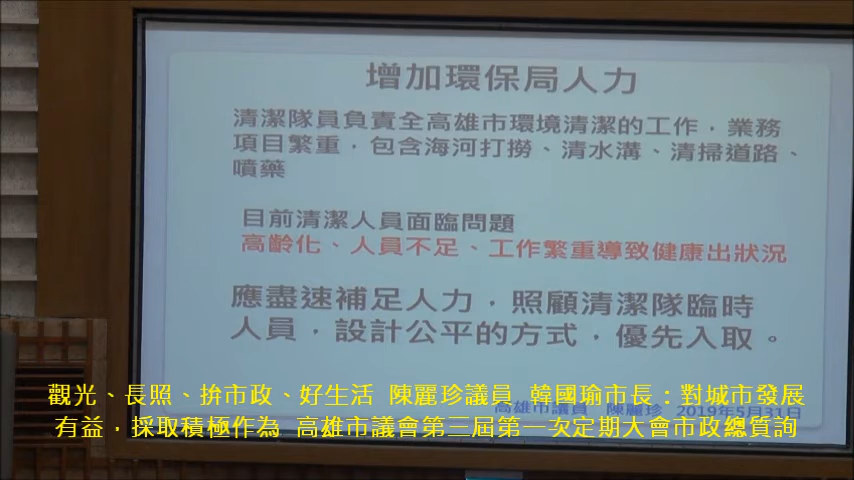 增加環保局人力
清潔隊員負責全高雄市環境清潔的工作，業務
項目繁重，包含海河打撈、清水溝、清掃道路、
噴藥
目前清潔人員面臨問題
高齡化、人員不足、工作繁重導致健康出狀況
應盡速補足人力，照顧清潔隊臨時
人員，設計公平的方式，優先入取。
觀光、長照、拚市政、好生活 陳麗珍議員 韓國瑜市長：對城市發展
高雄市議員 陳麗珍 2019年5月31日
有益，採取積極作為 高雄市議會第三屆第一次定期大會市政總質詢